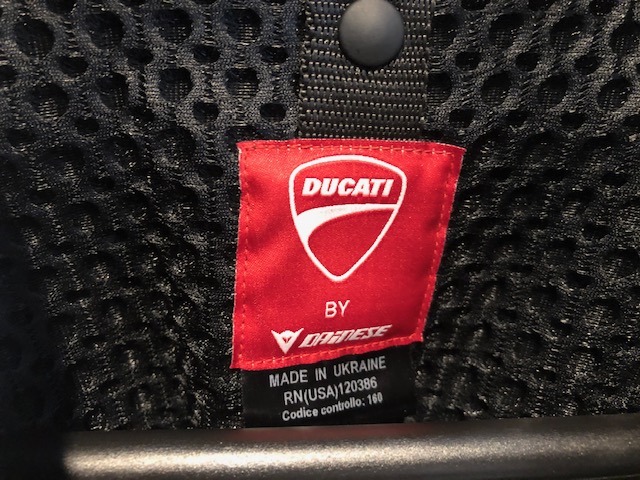 DUCATI
BY
DAINESE
MADE IN UKRAINE
RN(USA)120386
Codice controllo: 160